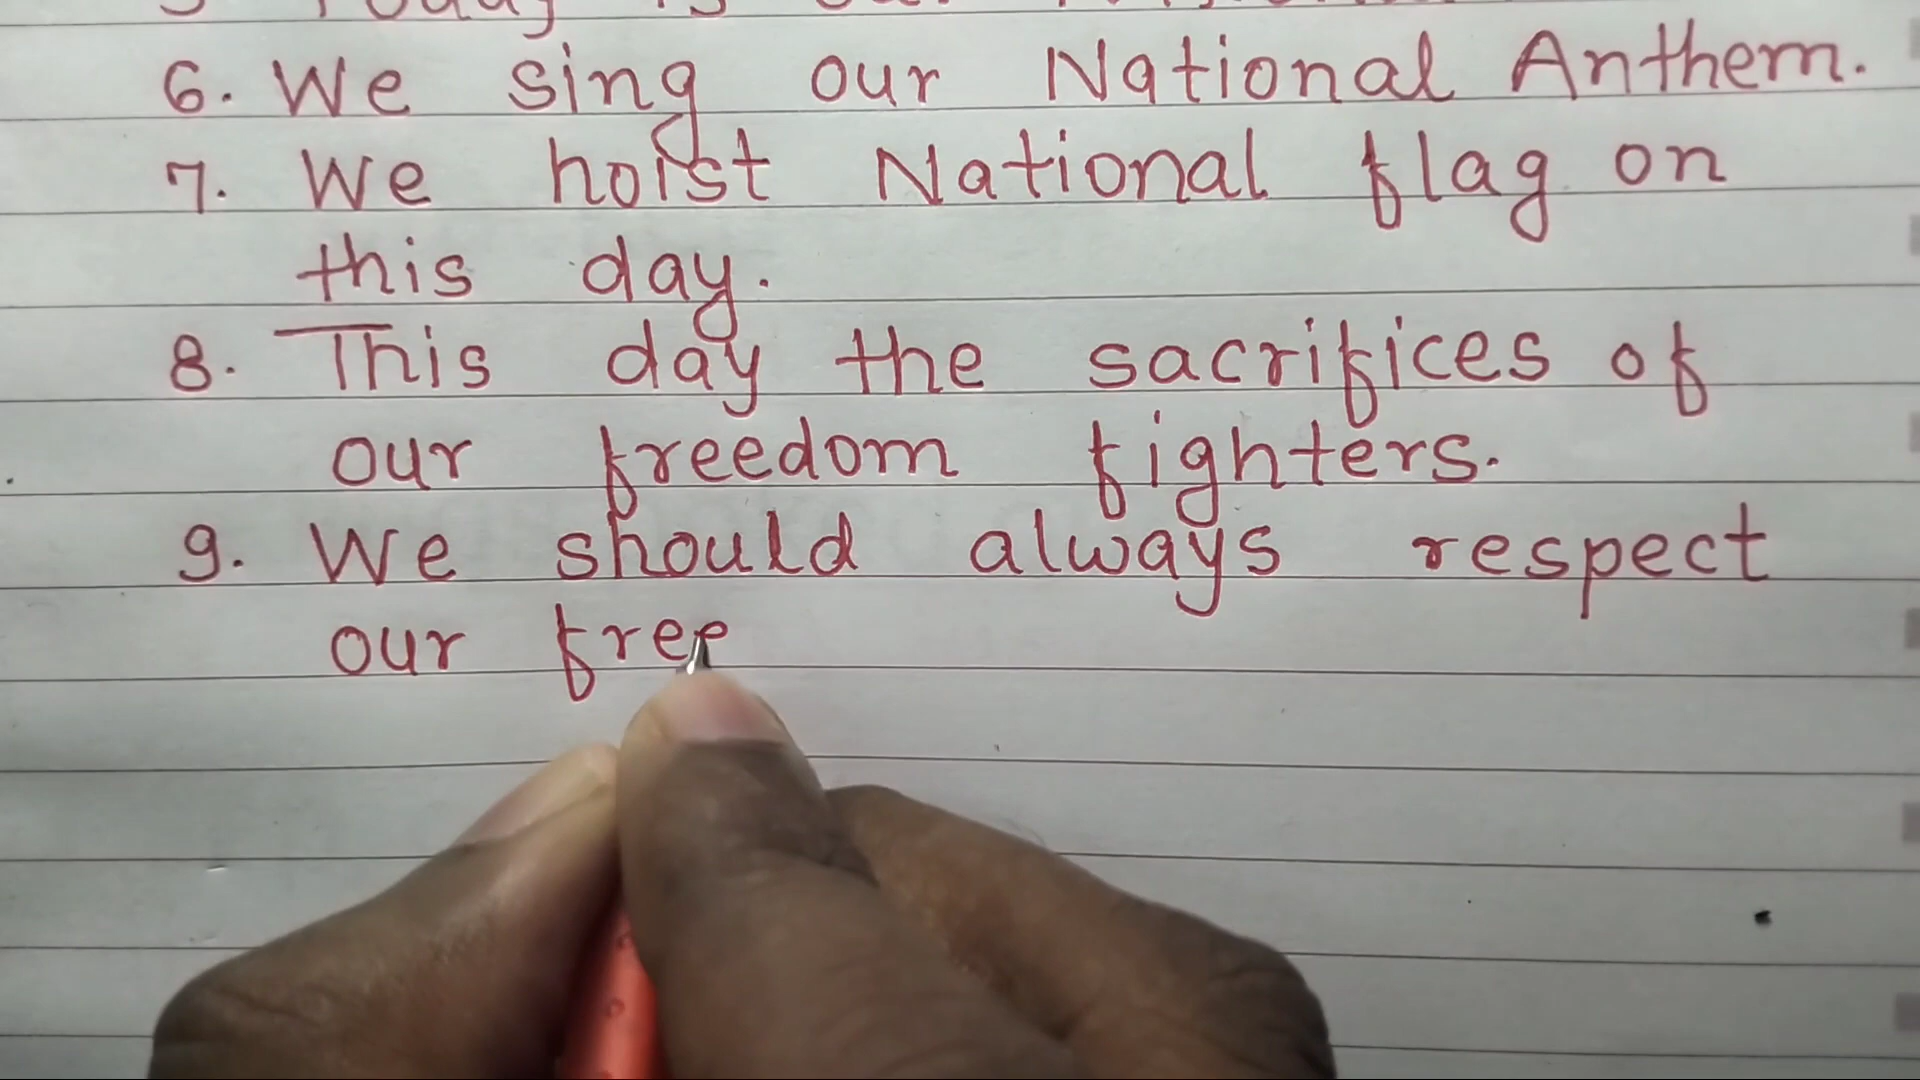 6. We sing our National Anthem.
7. We hoist National flag on
this day.
8. This day the sacrifices of
our freedom fighters.
9. We should always respect
our free